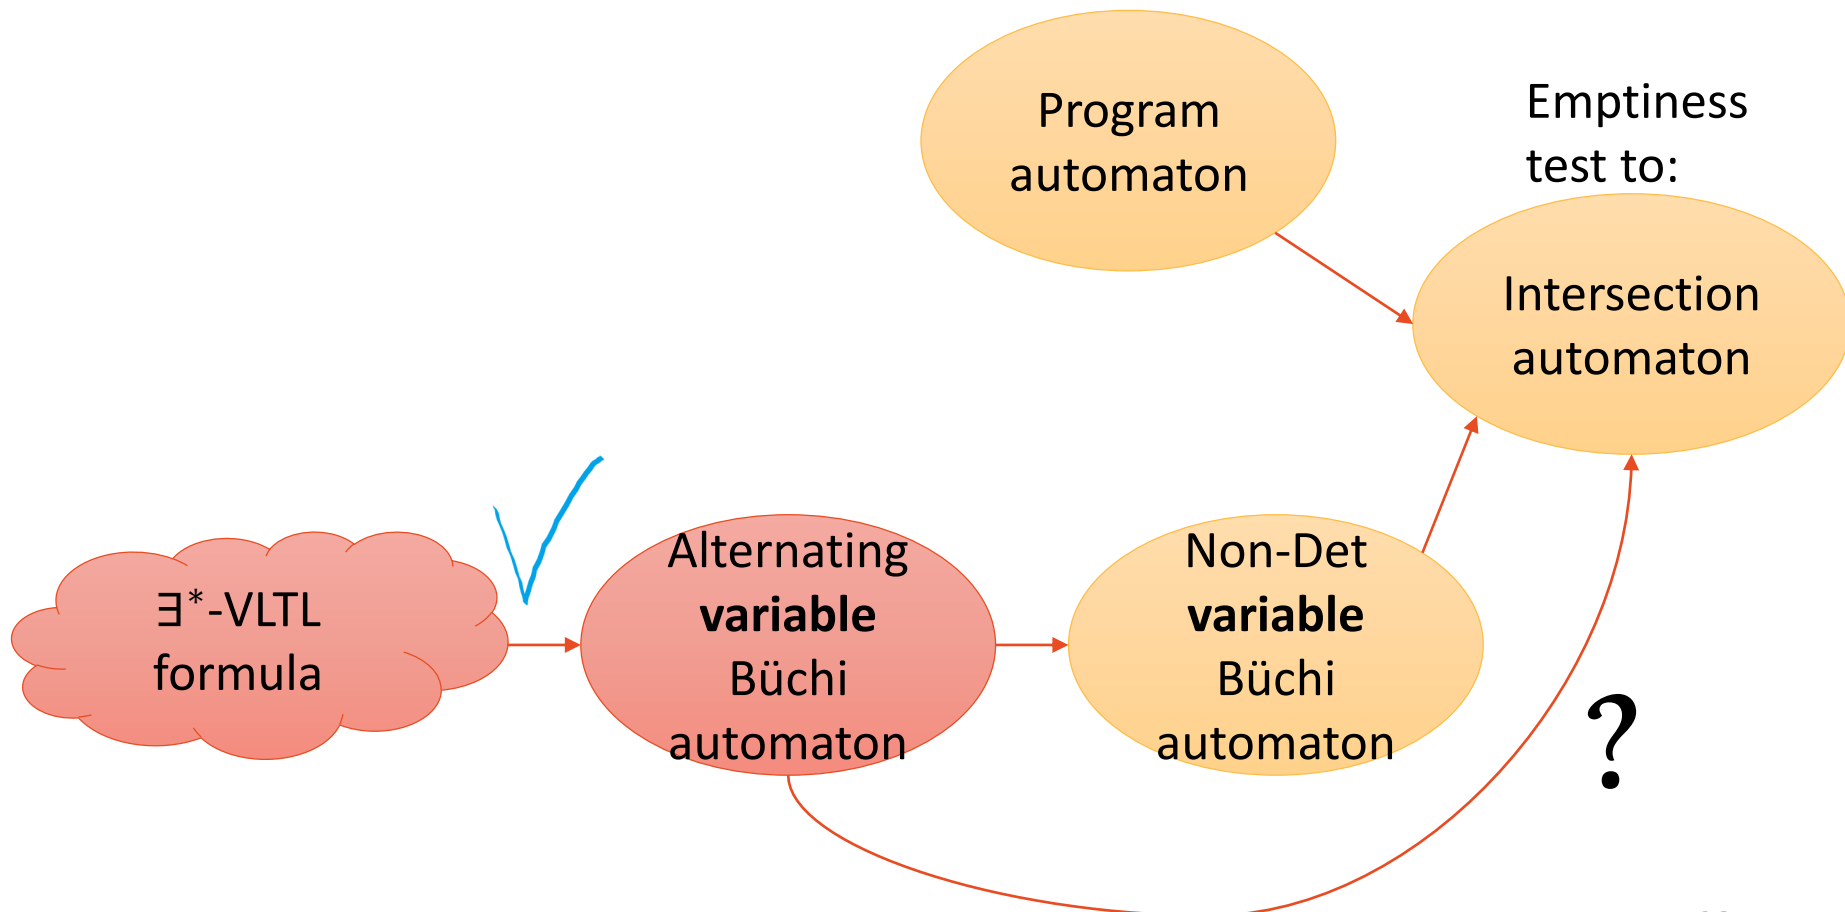 Program
automaton
Emptiness
test to:
Intersection
automaton
∃*-VLTL
formula
Alternating
variable
Büchi
automaton
Non-Det
variable
Büchi
automaton
?